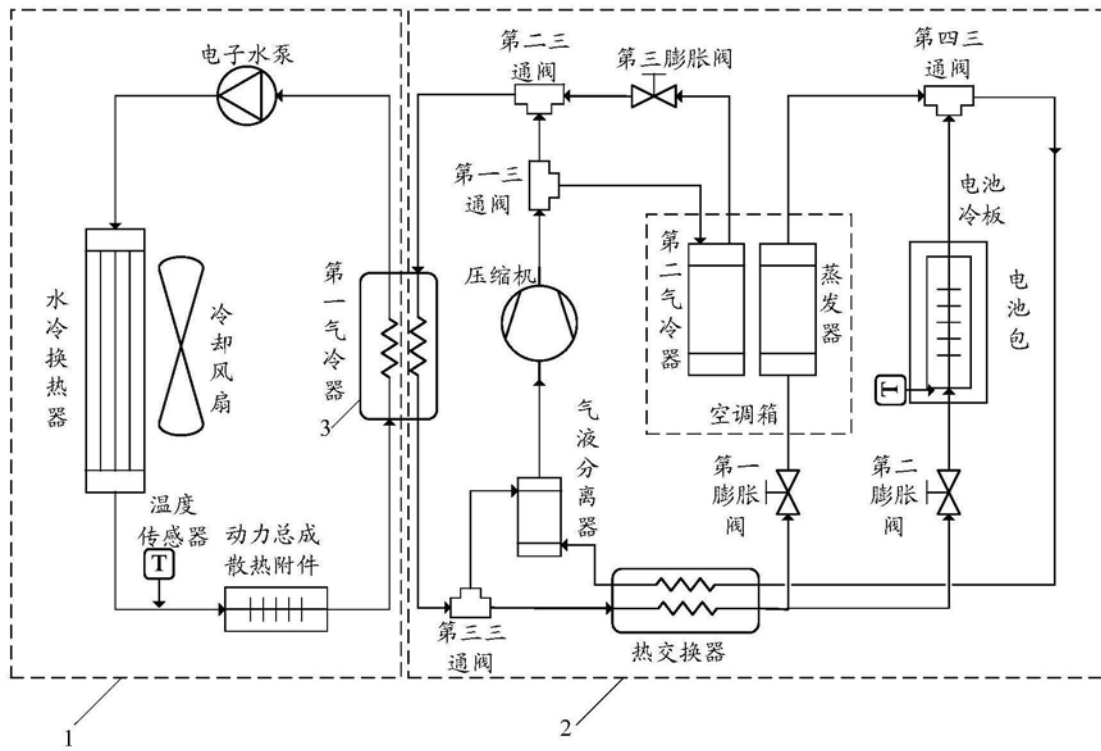 电子水泵
水冷换热器
冷却风扇
温度
传感器
T
动力总成
散热附件
第一气冷器
3
第二三
通阀
第三膨胀阀
第四三
通阀
第一三
通阀
压缩机
第二气冷器
蒸发器
空调箱
电池
冷板
电池包
T
气液分离器
第一
膨胀
阀
第二
膨胀
阀
第三三
通阀
热交换器
1
2